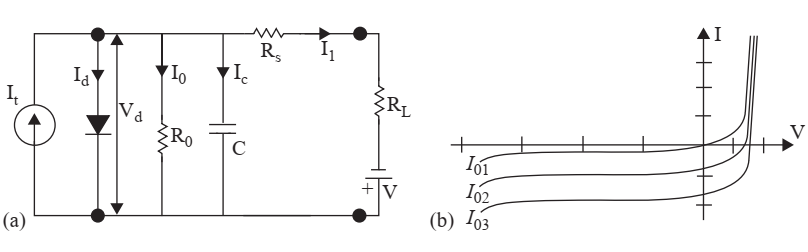 I_t
I_d
V_d
I_0
R_0
I_c
C
R_s
I_1
R_L
+ V
(a)
I
V
I_01
I_02
I_03
(b)